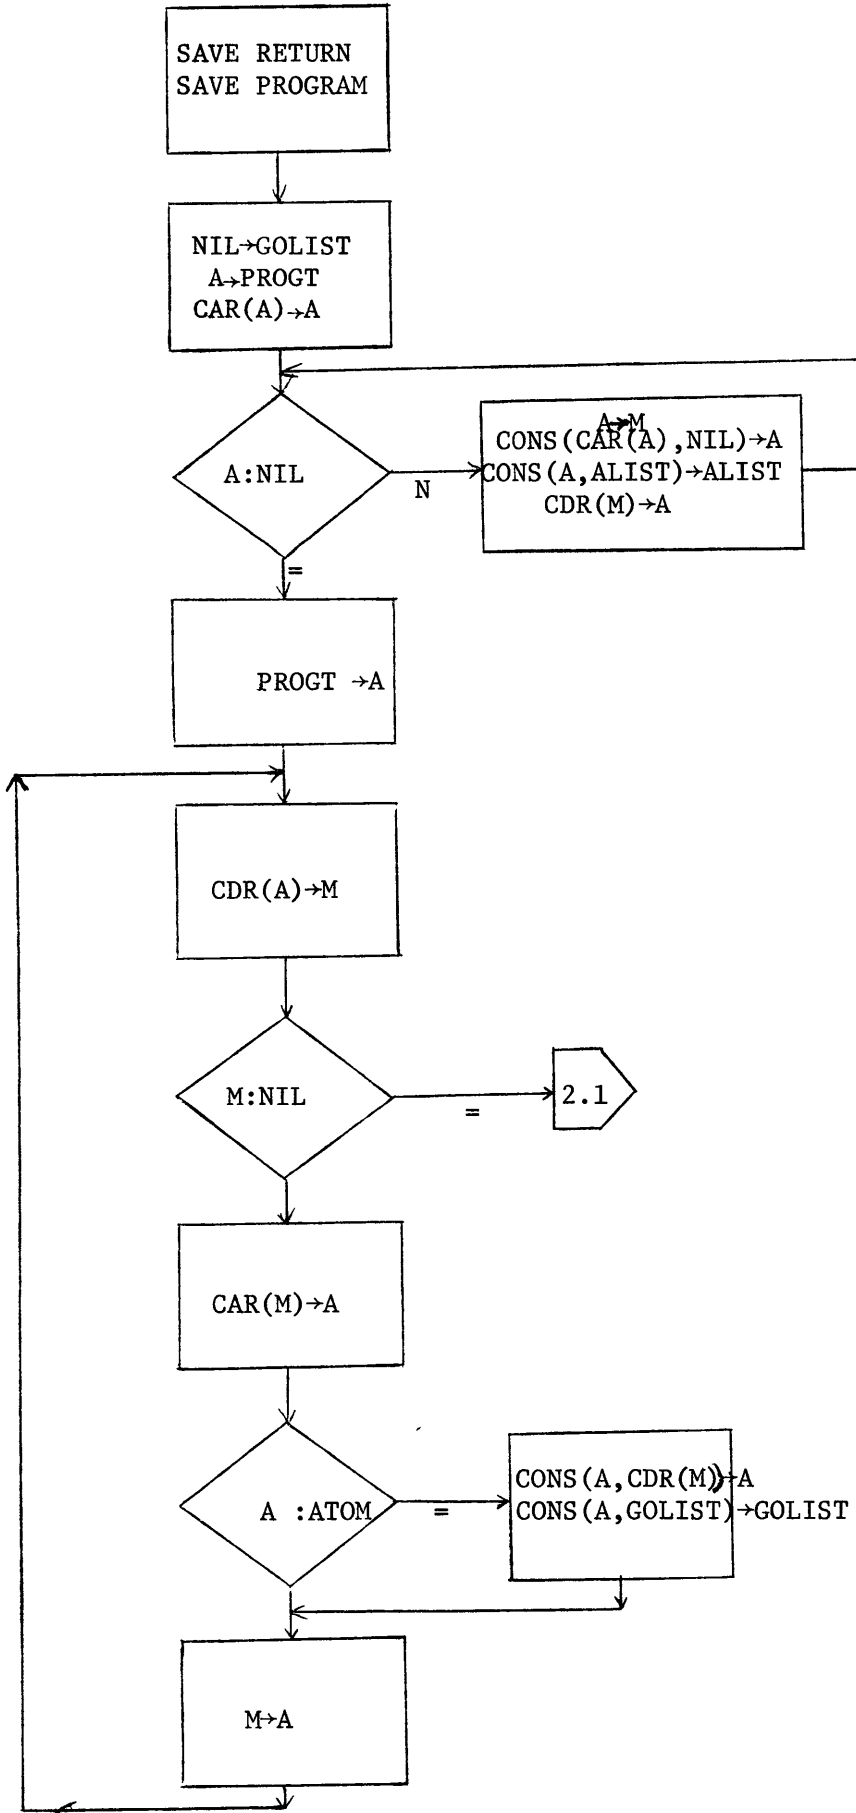 SAVE RETURN
SAVE PROGRAM
NIL→GOLIST
A→PROGT
CAR(A)→A
A:NIL
N
A→M
CONS(CAR(A),NIL)→A
CONS(A,ALIST)→ALIST
CDR(M)→A
=
PROGT →A
CDR(A)→M
M:NIL
=
2.1
CAR(M)→A
A :ATOM
=
CONS(A,CDR(M))→A
CONS(A,GOLIST)→GOLIST
M→A